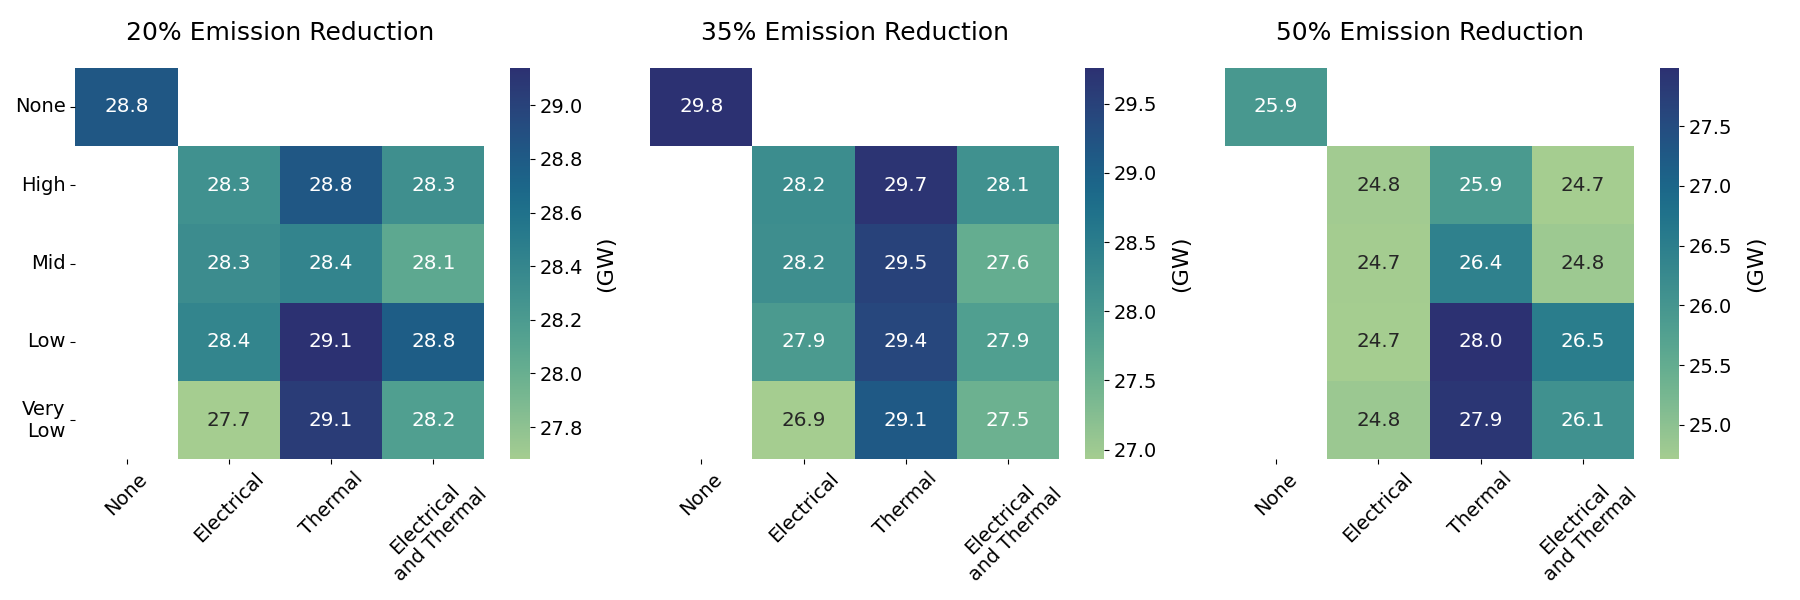 20% Emission Reduction
35% Emission Reduction
50% Emission Reduction
None
28.8
High
28.3 28.8 28.3
Mid
28.3 28.4 28.1
Low
28.4 29.1 28.8
Very
Low
27.7 29.1 28.2
None
Electrical
Thermal
Electrical
and Thermal
29.0
28.8
28.6
28.4
28.2
28.0
27.8
(GW)
29.8
28.2 29.7 28.1
28.2 29.5 27.6
27.9 29.4 27.9
26.9 29.1 27.5
None
Electrical
Thermal
Electrical
and Thermal
29.5
29.0
28.5
28.0
27.5
27.0
(GW)
25.9
24.8 25.9 24.7
24.7 26.4 24.8
24.7 28.0 26.5
24.8 27.9 26.1
None
Electrical
Thermal
Electrical
and Thermal
27.5
27.0
26.5
26.0
25.5
25.0
(GW)